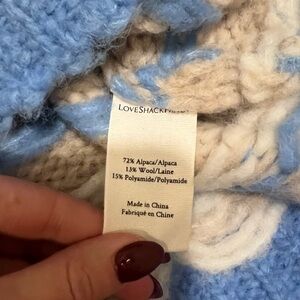 LOVESHACKFANCY
72% Alpaca/Alpaca
13% Wool/Laine
15% Polyamide/Polyamide
Made in China
Fabriqué en Chine